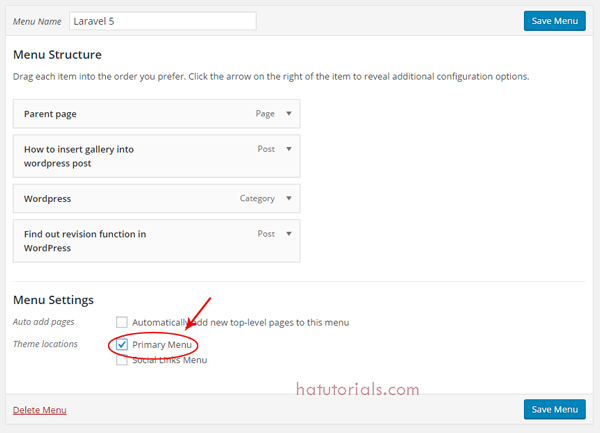 Menu Name Laravel 5 Save Menu
Menu Structure
Drag each item into the order you prefer. Click the arrow on the right of the item to reveal additional configuration options.
Parent page Page
How to insert gallery into Post
wordpress post
Wordpress Category
Find out revision function in Post
WordPress
Menu Settings
Auto add pages Automatically add new top-level pages to this menu
Theme locations Primary Menu
Social Links Menu
hatutorials.com
Delete Menu Save Menu